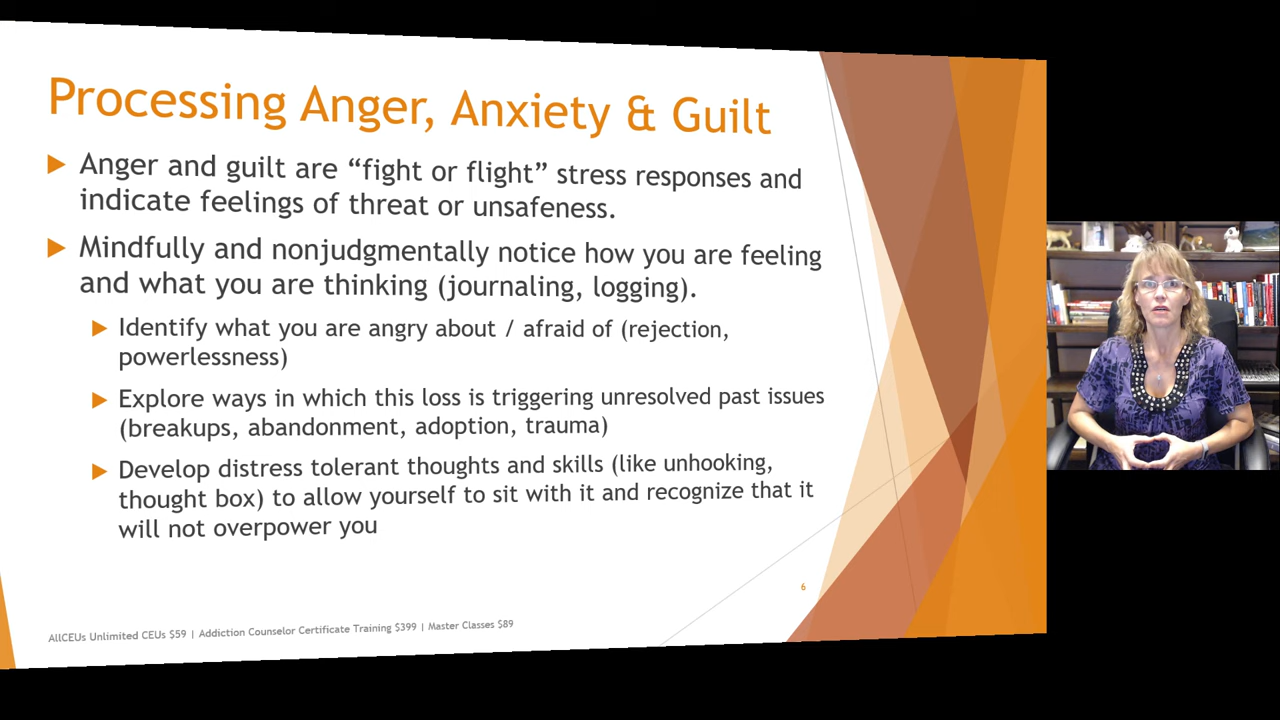 Processing Anger, Anxiety & Guilt
Anger and guilt are “fight or flight” stress responses and
indicate feelings of threat or unsafeness.
Mindfully and nonjudgmentally notice how you are feeling
and what you are thinking (journaling, logging).
Identify what you are angry about / afraid of (rejection,
powerlessness)
Explore ways in which this loss is triggering unresolved past issues
(breakups, abandonment, adoption, trauma)
Develop distress tolerant thoughts and skills (like unhooking,
thought box) to allow yourself to sit with it and recognize that it
will not overpower you
6
AllCEUs Unlimited CEUs $59 | Addiction Counselor Certificate Training $399 | Master Classes $89